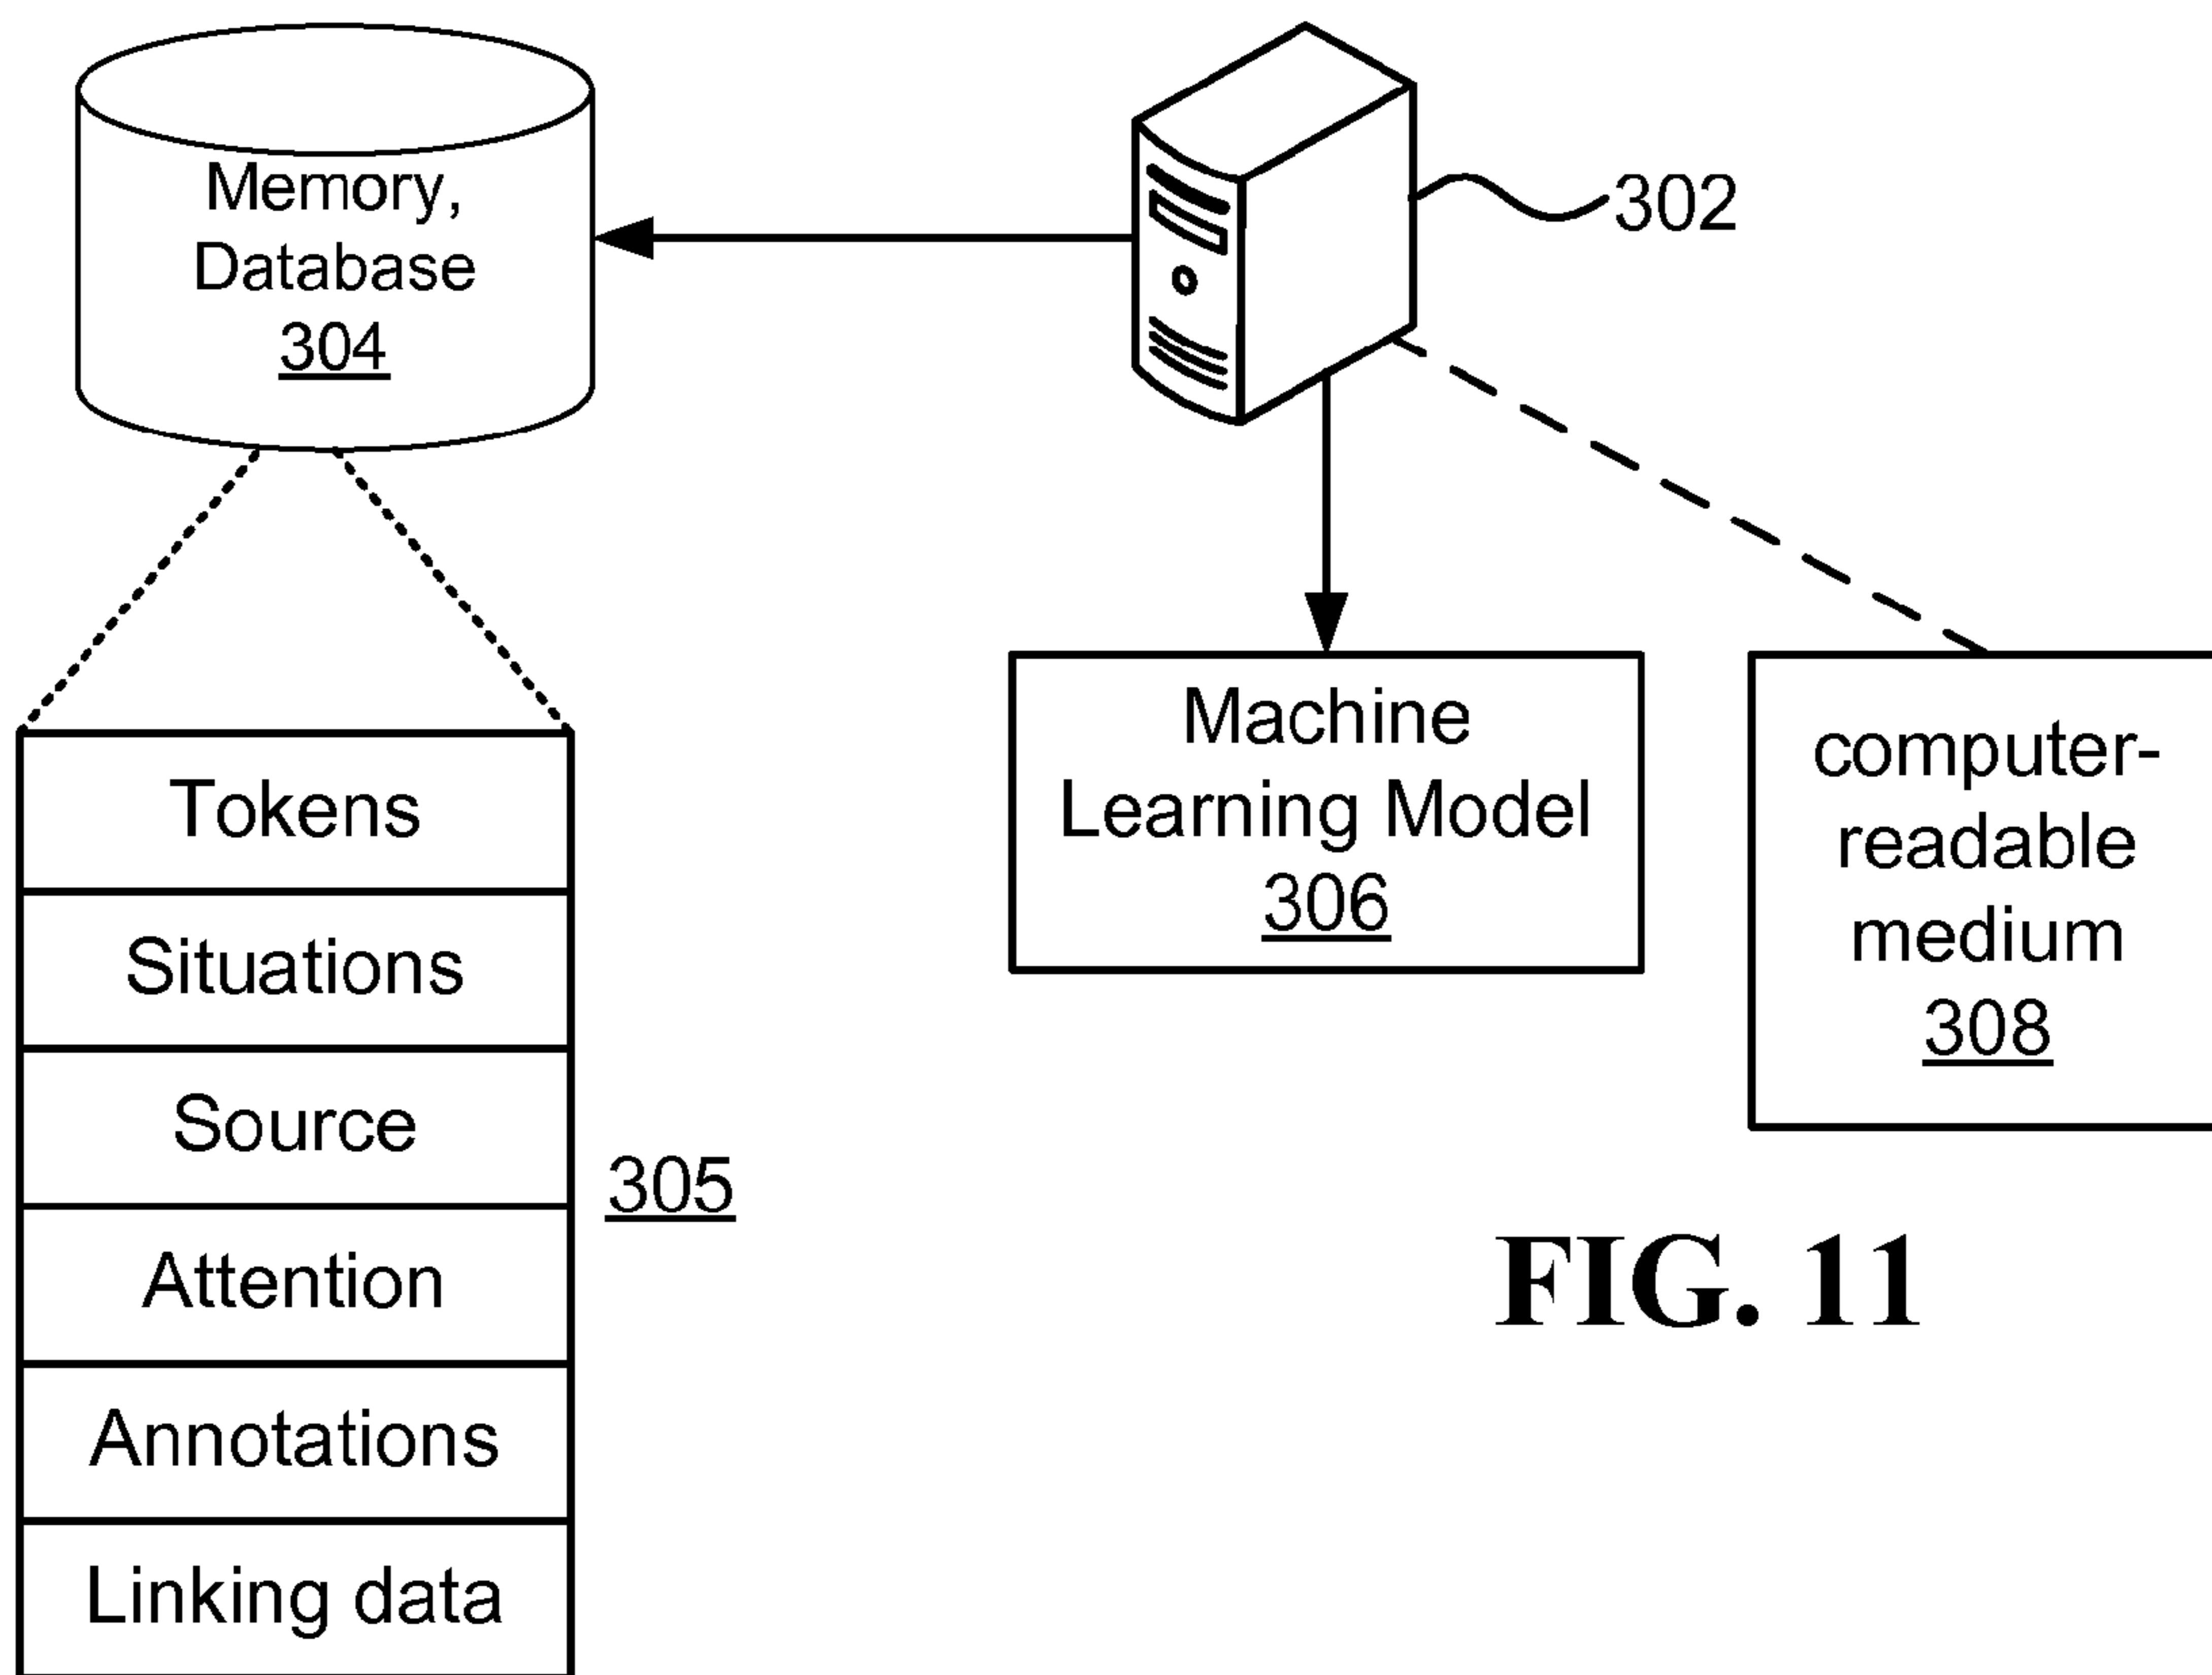 Memory,
Database
304
302
Machine
Learning Model
306
computer-
readable
medium
308
Tokens
Situations
Source
Attention
Annotations
Linking data
305
FIG. 11